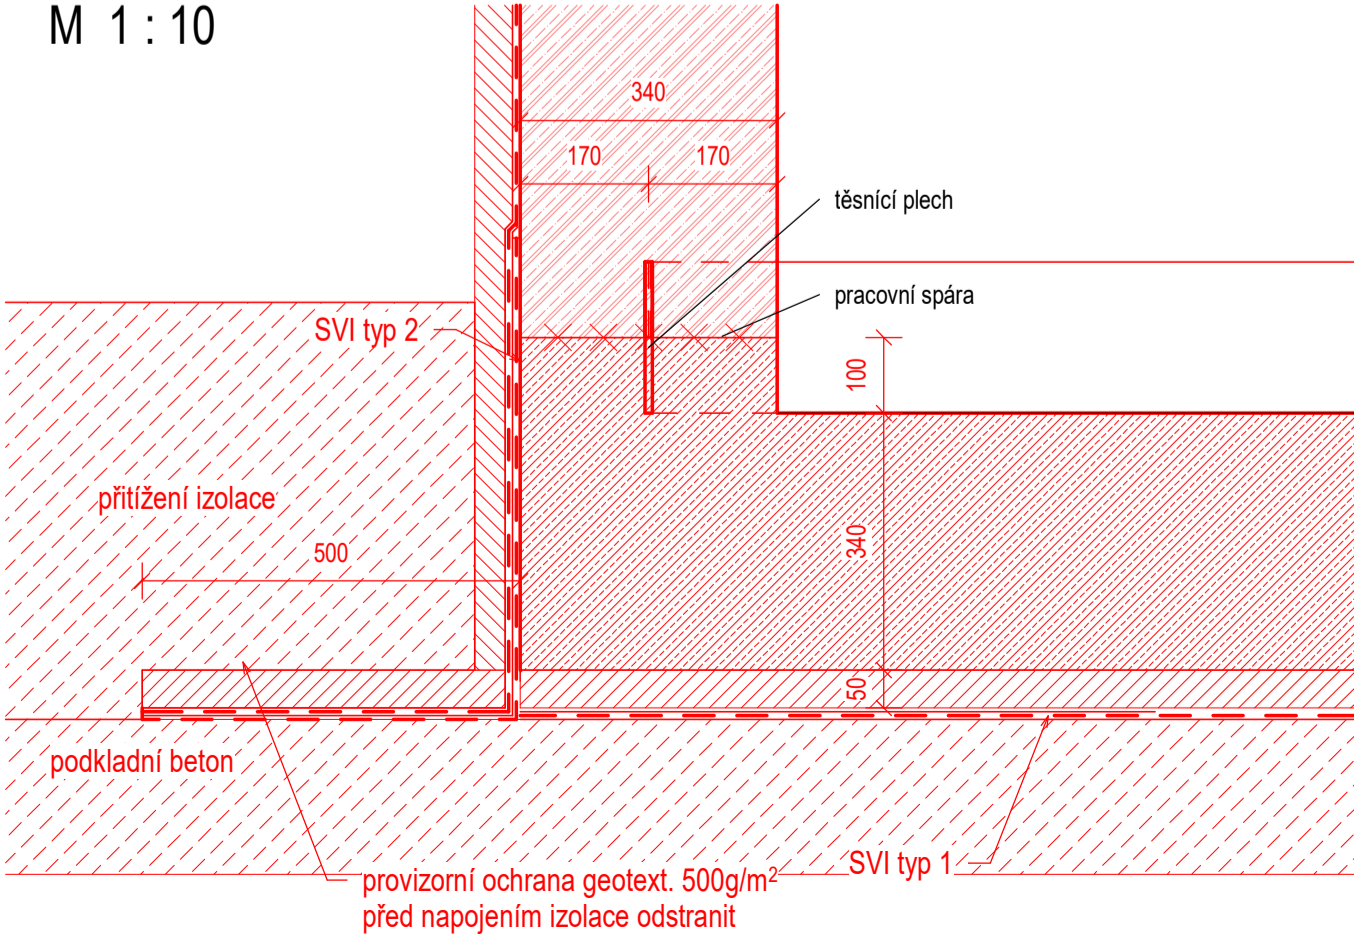 M 1 : 10
340
170
170
těsnící plech
pracovní spára
SVI typ 2
100
přitížení izolace
500
340
50
podkladní beton
SVI typ 1
provizorní ochrana geotext. 500g/m²
před napojením izolace odstranit